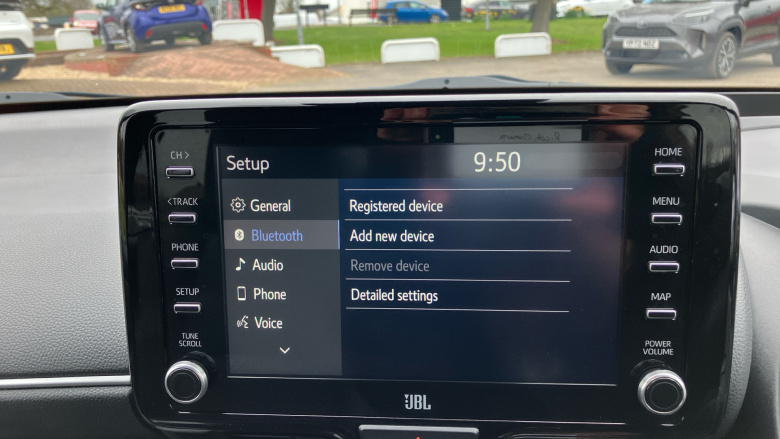 Setup
9:50
General
Bluetooth
Audio
Phone
Voice
Registered device
Add new device
Remove device
Detailed settings
CH >
< TRACK
PHONE
SETUP
TUNE
SCROLL
HOME
MENU
AUDIO
MAP
POWER
VOLUME
JBL